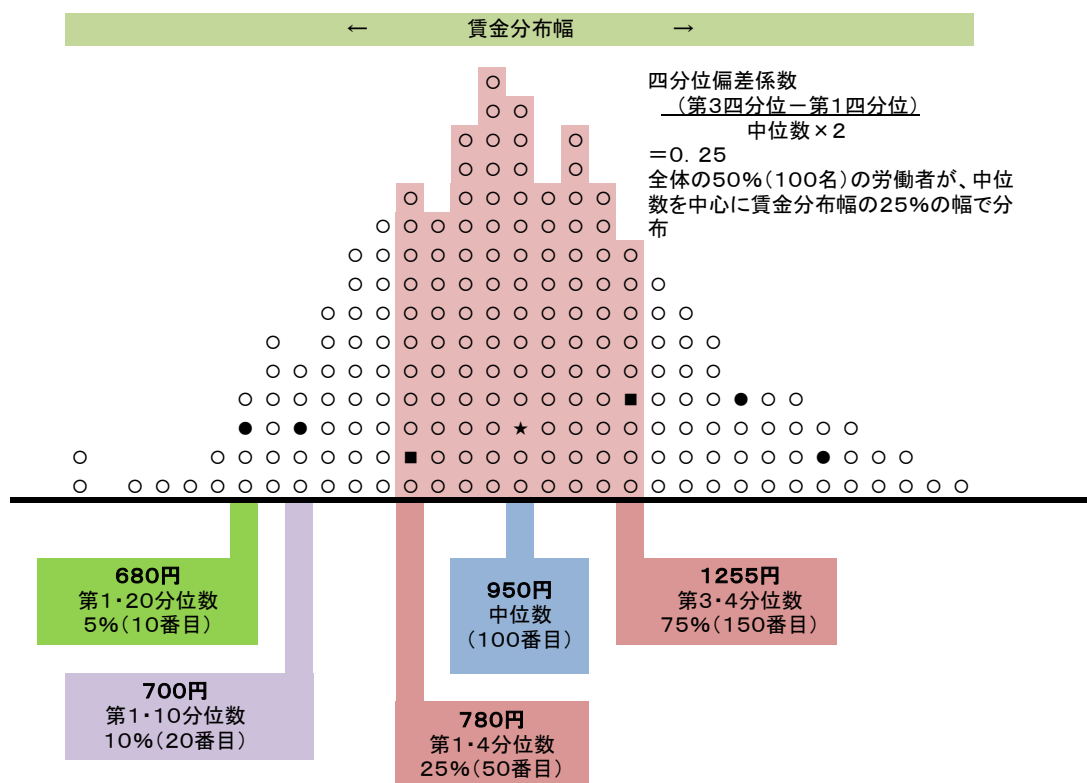 ← 賃金分布幅 →
四分位偏差係数
(第3四分位－第1四分位)
中位数×2
＝0．25
全体の50%(100名)の労働者が、中位
数を中心に賃金分布幅の25%の幅で分
布
680円
第1・20分位数
5%(10番目)
950円
中位数
(100番目)
1255円
第3・4分位数
75%(150番目)
700円
第1・10分位数
10%(20番目)
780円
第1・4分位数
25%(50番目)